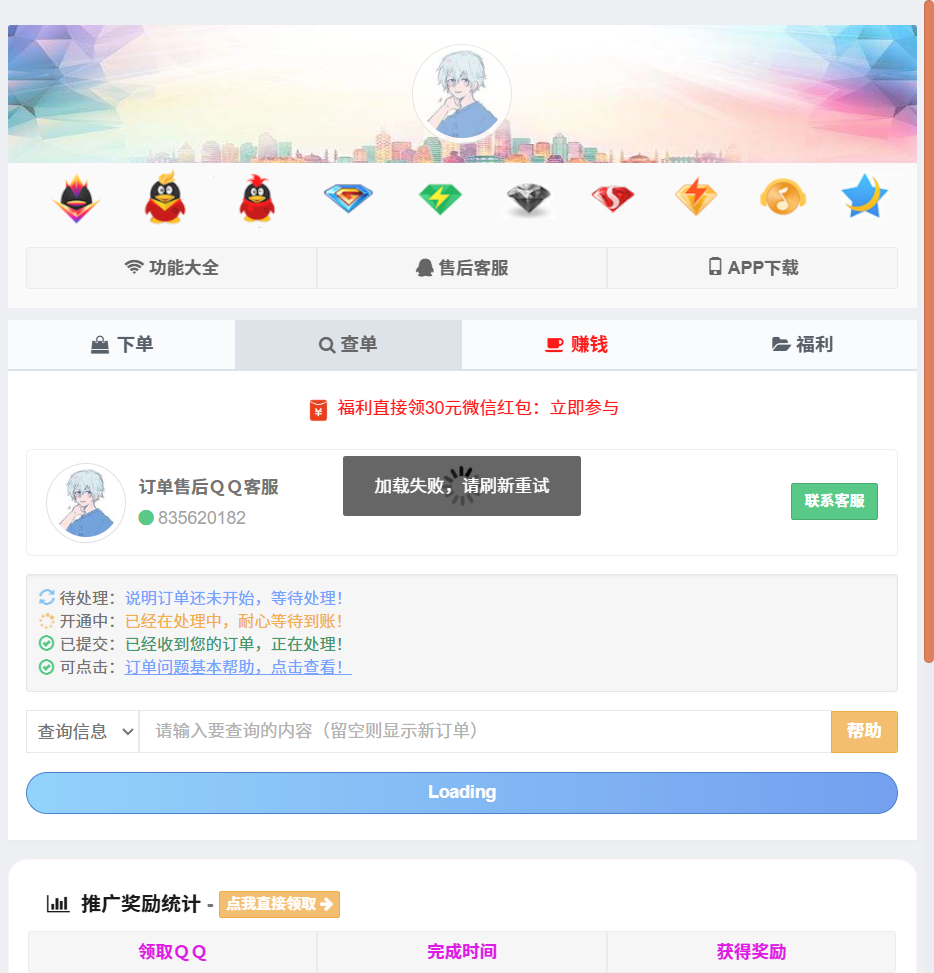 功能大全
售后客服
APP下载
下单
查单
赚钱
福利
福利直接领30元微信红包：立即参与
订单售后ＱＱ客服
835620182
加载失败，请刷新重试
联系客服
待处理：说明订单还未开始，等待处理！
开通中：已经在处理中，耐心等待到账！
已提交：已经收到您的订单，正在处理！
可点击：订单问题基本帮助，点击查看！
查询信息
请输入要查询的内容（留空则显示新订单）
帮助
Loading
推广奖励统计 - 点我直接领取
领取ＱＱ
完成时间
获得奖励